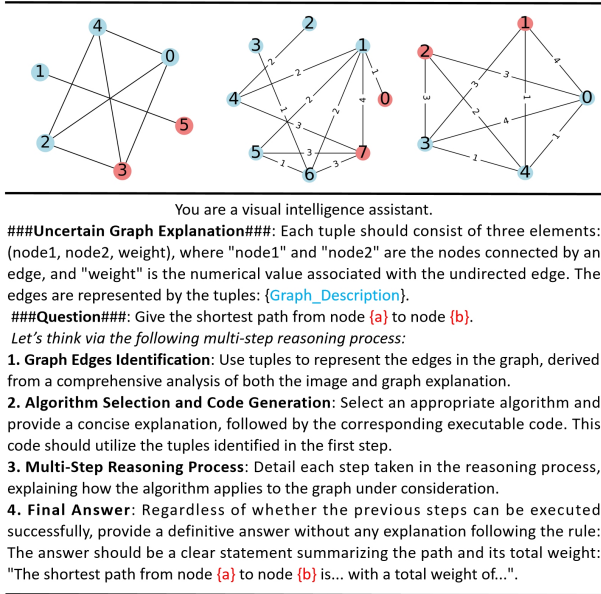 4
0
1
5
2
3
2
3
1
2
2
1
4
0
1
2
2
4
3
5
3
7
1
3
6
1
2
4
3
3
3
2
1
0
4
3
1
1
4
You are a visual intelligence assistant.
###Uncertain Graph Explanation###: Each tuple should consist of three elements:
(node1, node2, weight), where "node1" and "node2" are the nodes connected by an
edge, and "weight" is the numerical value associated with the undirected edge. The
edges are represented by the tuples: {Graph_Description}.
###Question###: Give the shortest path from node {a} to node {b}.
Let’s think via the following multi-step reasoning process:
1. Graph Edges Identification: Use tuples to represent the edges in the graph, derived
from a comprehensive analysis of both the image and graph explanation.
2. Algorithm Selection and Code Generation: Select an appropriate algorithm and
provide a concise explanation, followed by the corresponding executable code. This
code should utilize the tuples identified in the first step.
3. Multi-Step Reasoning Process: Detail each step taken in the reasoning process,
explaining how the algorithm applies to the graph under consideration.
4. Final Answer: Regardless of whether the previous steps can be executed
successfully, provide a definitive answer without any explanation following the rule:
The answer should be a clear statement summarizing the path and its total weight:
"The shortest path from node {a} to node {b} is... with a total weight of...".